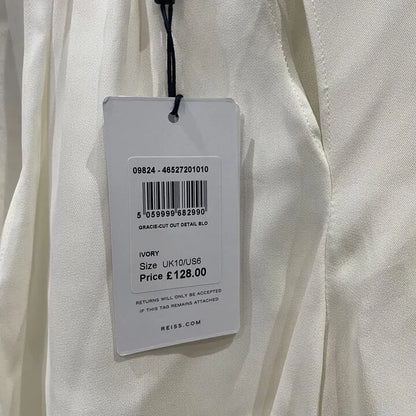 09824 - 46527201010
5 059999 682990
GRACIE-CUT OUT DETAIL BLO
IVORY
Size UK10/US6
Price £128.00
RETURNS WILL ONLY BE ACCEPTED
IF THIS TAG REMAINS ATTACHED
REISS.COM